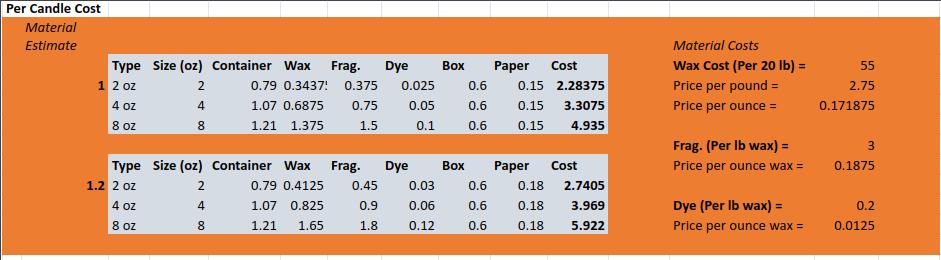 Per Candle Cost
Material
Estimate Material Costs
Type Size (oz) Container Wax Frag. Dye Box Paper Cost Wax Cost (Per 20 lb) = 55
1 2 oz 2 0.79 0.34375 0.375 0.025 0.6 0.15 2.28375 Price per pound = 2.75
4 oz 4 1.07 0.6875 0.75 0.05 0.6 0.15 3.3075 Price per ounce = 0.171875
8 oz 8 1.21 1.375 1.5 0.1 0.6 0.15 4.935
Frag. (Per lb wax) = 3
Type Size (oz) Container Wax Frag. Dye Box Paper Cost Price per ounce wax = 0.1875
1.2 2 oz 2 0.79 0.4125 0.45 0.03 0.6 0.18 2.7405
4 oz 4 1.07 0.825 0.9 0.06 0.6 0.18 3.969 Dye (Per lb wax) = 0.2
8 oz 8 1.21 1.65 1.8 0.12 0.6 0.18 5.922 Price per ounce wax = 0.0125